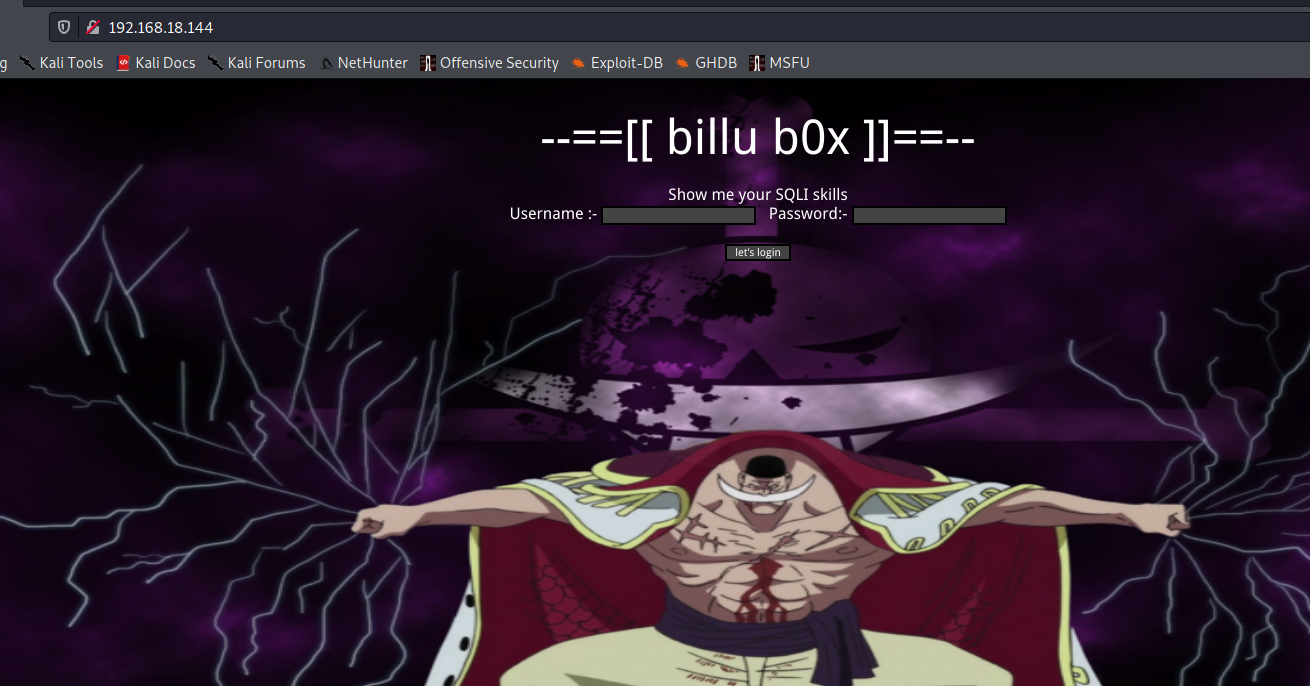 192.168.18.144
g Kali Tools Kali Docs Kali Forums NetHunter Offensive Security Exploit-DB GHDB MSFU
--==[[ billu b0x ]]==--
Show me your SQLI skills
Username :- Password:-
let's login